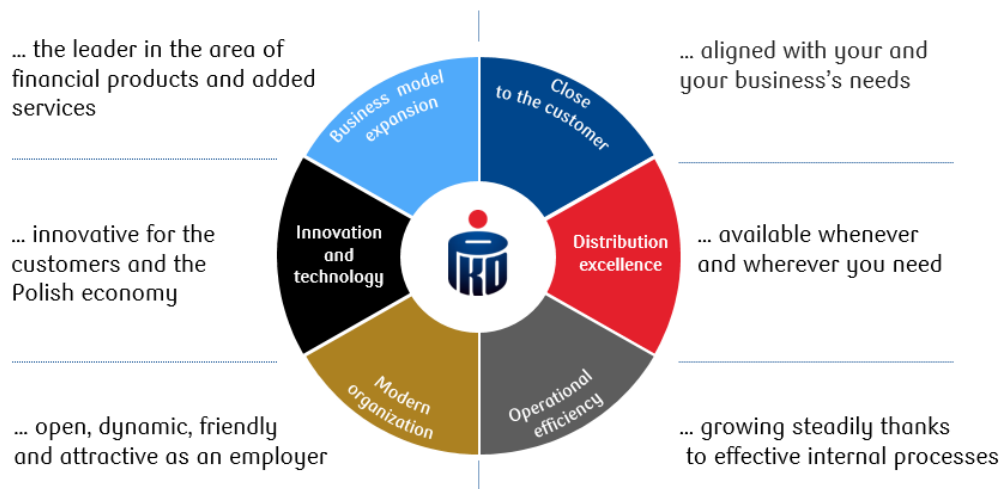 ... the leader in the area of
financial products and added
services
... aligned with your and
your business's needs
Business model
expansion
Close
to the customer
... innovative for the
customers and the
Polish economy
Innovation
and
technology
PKO
Distribution
excellence
... available whenever
and wherever you need
Modern
organization
Operational
efficiency
... open, dynamic, friendly
and attractive as an employer
... growing steadily thanks
to effective internal processes